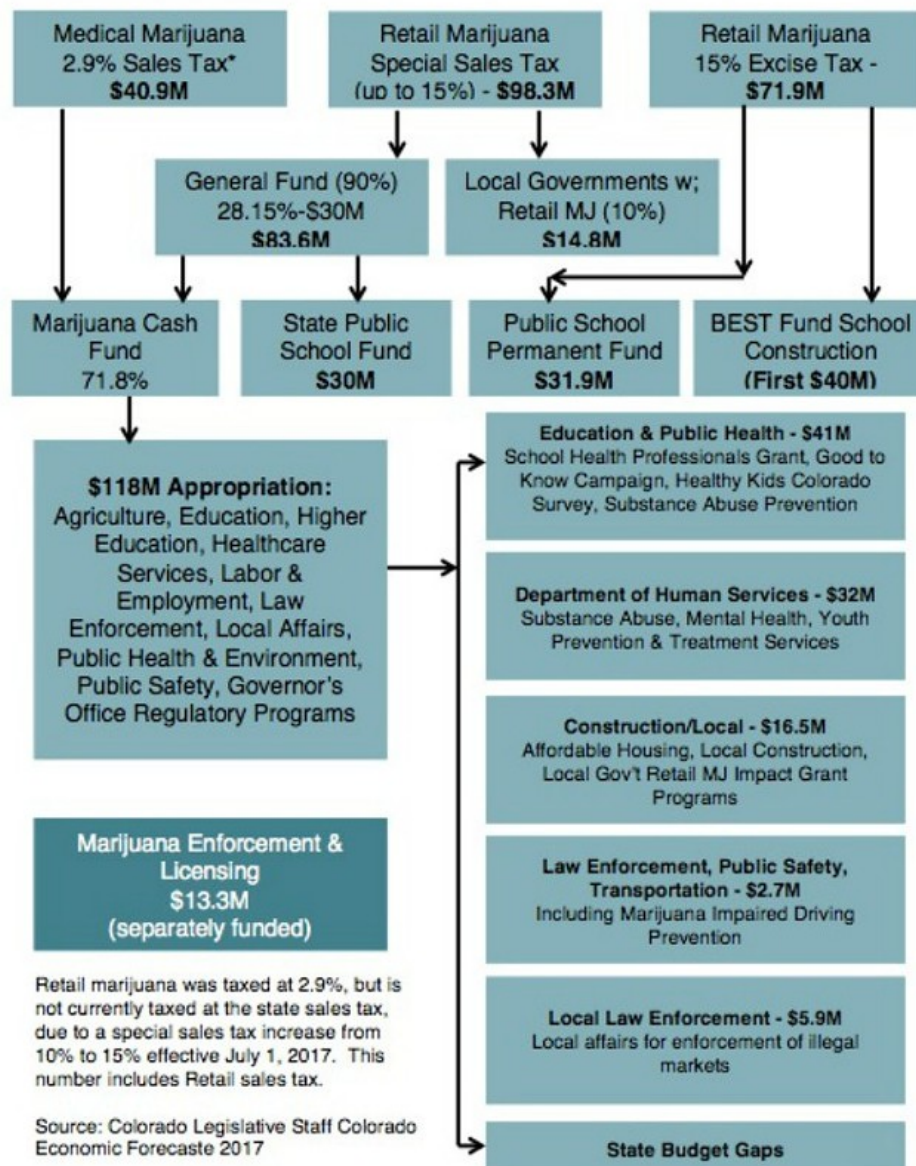 Medical Marijuana
2.9% Sales Tax*
$40.9M
Retail Marijuana
Special Sales Tax
(up to 15%) - $98.3M
Retail Marijuana
15% Excise Tax -
$71.9M
General Fund (90%)
28.15%-$30M
$83.6M
Local Governments w;
Retail MJ (10%)
$14.8M
Marijuana Cash
Fund
71.8%
State Public
School Fund
$30M
Public School
Permanent Fund
$31.9M
BEST Fund School
Construction
(First $40M)
$118M Appropriation:
Agriculture, Education, Higher
Education, Healthcare
Services, Labor &
Employment, Law
Enforcement, Local Affairs,
Public Health & Environment,
Public Safety, Governor's
Office Regulatory Programs
Education & Public Health - $41M
School Health Professionals Grant, Good to
Know Campaign, Healthy Kids Colorado
Survey, Substance Abuse Prevention
Department of Human Services - $32M
Substance Abuse, Mental Health, Youth
Prevention & Treatment Services
Construction/Local - $16.5M
Affordable Housing, Local Construction,
Local Gov't Retail MJ Impact Grant
Programs
Law Enforcement, Public Safety,
Transportation - $2.7M
Including Marijuana Impaired Driving
Prevention
Local Law Enforcement - $5.9M
Local affairs for enforcement of illegal
markets
State Budget Gaps
Marijuana Enforcement &
Licensing
$13.3M
(separately funded)
Retail marijuana was taxed at 2.9%, but is
not currently taxed at the state sales tax,
due to a special sales tax increase from
10% to 15% effective July 1, 2017. This
number includes Retail sales tax.
Source: Colorado Legislative Staff Colorado
Economic Forecaste 2017